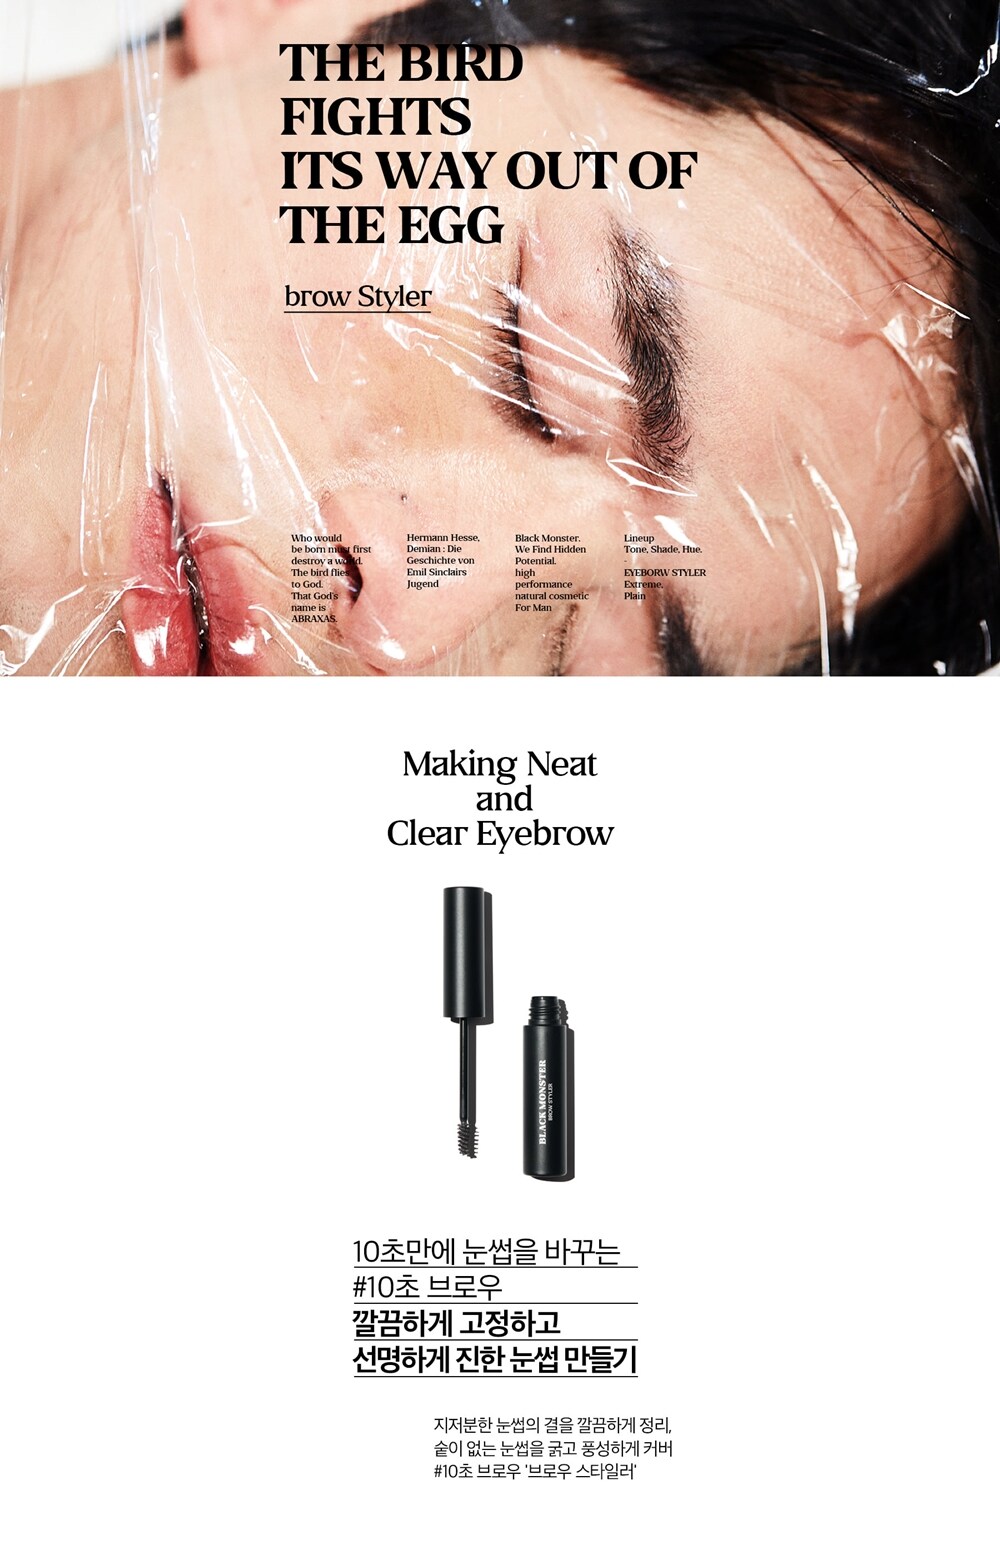 THE BIRD
FIGHTS
ITS WAY OUT OF
THE EGG
brow Styler
Who would
be born must first
destroy a world.
The bird flies
to God.
That God's
name is
ABRAXAS.
Hermann Hesse,
Demian : Die
Geschichte von
Emil Sinclairs
Jugend
Black Monster.
We Find Hidden
Potential.
high
performance
natural cosmetic
For Man
Lineup
Tone, Shade, Hue.
-
EYEBORW STYLER
Extreme,
Plain
Making Neat
and
Clear Eyebrow
BLACK MONSTER
BROW STYLER
10초만에 눈썹을 바꾸는
#10초 브로우
깔끔하게 고정하고
선명하게 진한 눈썹 만들기
지저분한 눈썹의 결을 깔끔하게 정리,
숱이 없는 눈썹을 굵고 풍성하게 커버
#10초 브로우 '브로우 스타일러'